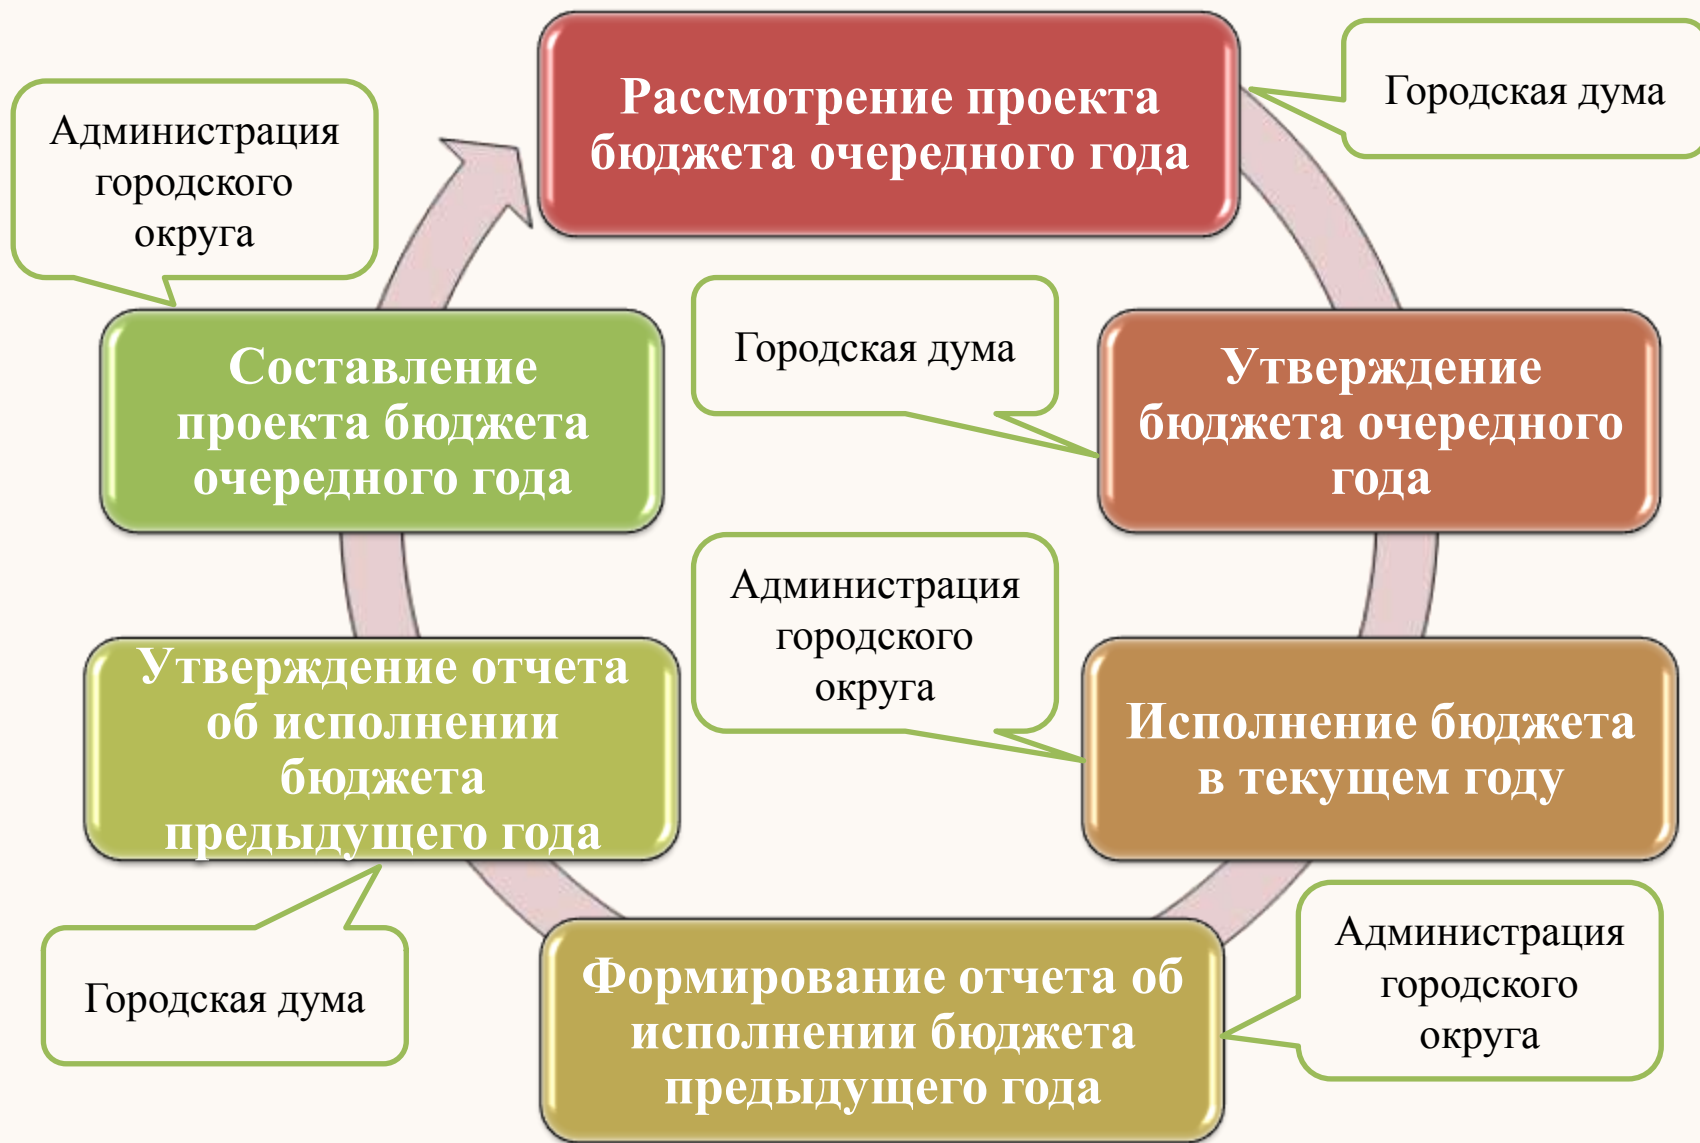 Рассмотрение проекта
бюджета очередного года
Городская дума
Администрация
городского
округа
Городская дума
Утверждение
бюджета очередного
года
Составление
проекта бюджета
очередного года
Администрация
городского
округа
Исполнение бюджета
в текущем году
Утверждение отчета
об исполнении
бюджета
предыдущего года
Администрация
городского
округа
Городская дума
Формирование отчета об
исполнении бюджета
предыдущего года